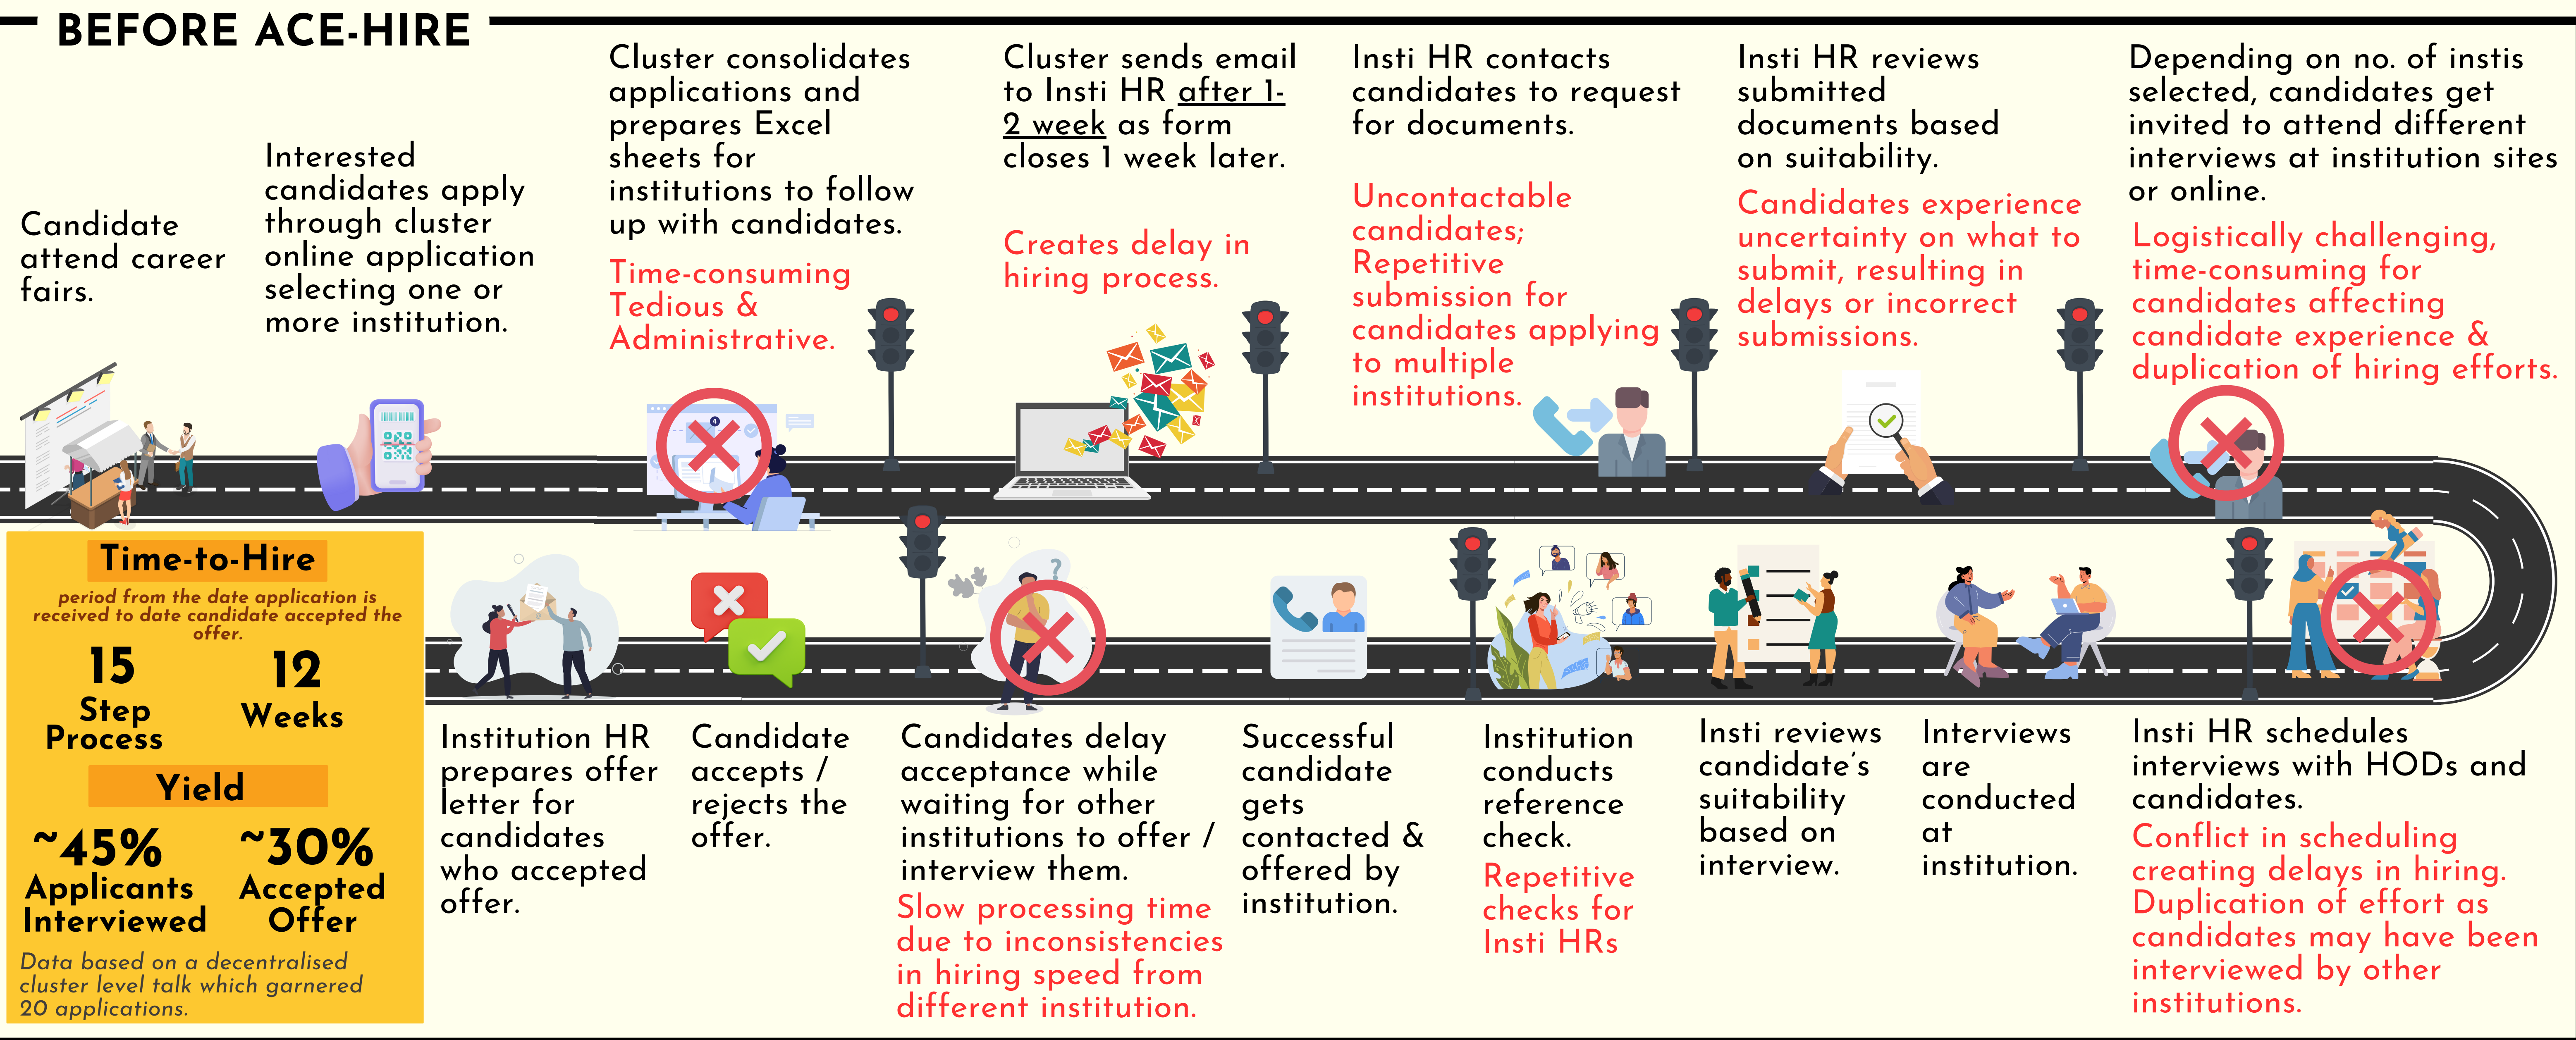 BEFORE ACE-HIRE
Candidate
attend career
fairs.
Interested
candidates apply
through cluster
online application
selecting one or
more institution.
Cluster consolidates
applications and
prepares Excel
sheets for
institutions to follow
up with candidates.
Time-consuming
Tedious &
Administrative.
Cluster sends email
to Insti HR after 1-
2 week as form
closes 1 week later.
Creates delay in
hiring process.
Insti HR contacts
candidates to request
for documents.
Uncontactable
candidates;
Repetitive
submission for
candidates applying
to multiple
institutions.
Insti HR reviews
submitted
documents based
on suitability.
Candidates experience
uncertainty on what to
submit, resulting in
delays or incorrect
submissions.
Depending on no. of instis
selected, candidates get
invited to attend different
interviews at institution sites
or online.
Logistically challenging,
time-consuming for
candidates affecting
candidate experience &
duplication of hiring efforts.
Insti HR schedules
interviews with HODs and
candidates.
Conflict in scheduling
creating delays in hiring.
Duplication of effort as
candidates may have been
interviewed by other
institutions.
Interviews
are
conducted
at
institution.
Insti reviews
candidate's
suitability
based on
interview.
Institution
conducts
reference
check.
Repetitive
checks for
Insti HRs
Successful
candidate
gets
contacted &
offered by
institution.
Candidates delay
acceptance while
waiting for other
institutions to offer /
interview them.
Slow processing time
due to inconsistencies
in hiring speed from
different institution.
Candidate
accepts /
rejects the
offer.
Institution HR
prepares offer
letter for
candidates
who accepted
offer.
Time-to-Hire
period from the date application is
received to date candidate accepted the
offer.
15
Step
Process
12
Weeks
Yield
~45%
Applicants
Interviewed
~30%
Accepted
Offer
Data based on a decentralised
cluster level talk which garnered
20 applications.